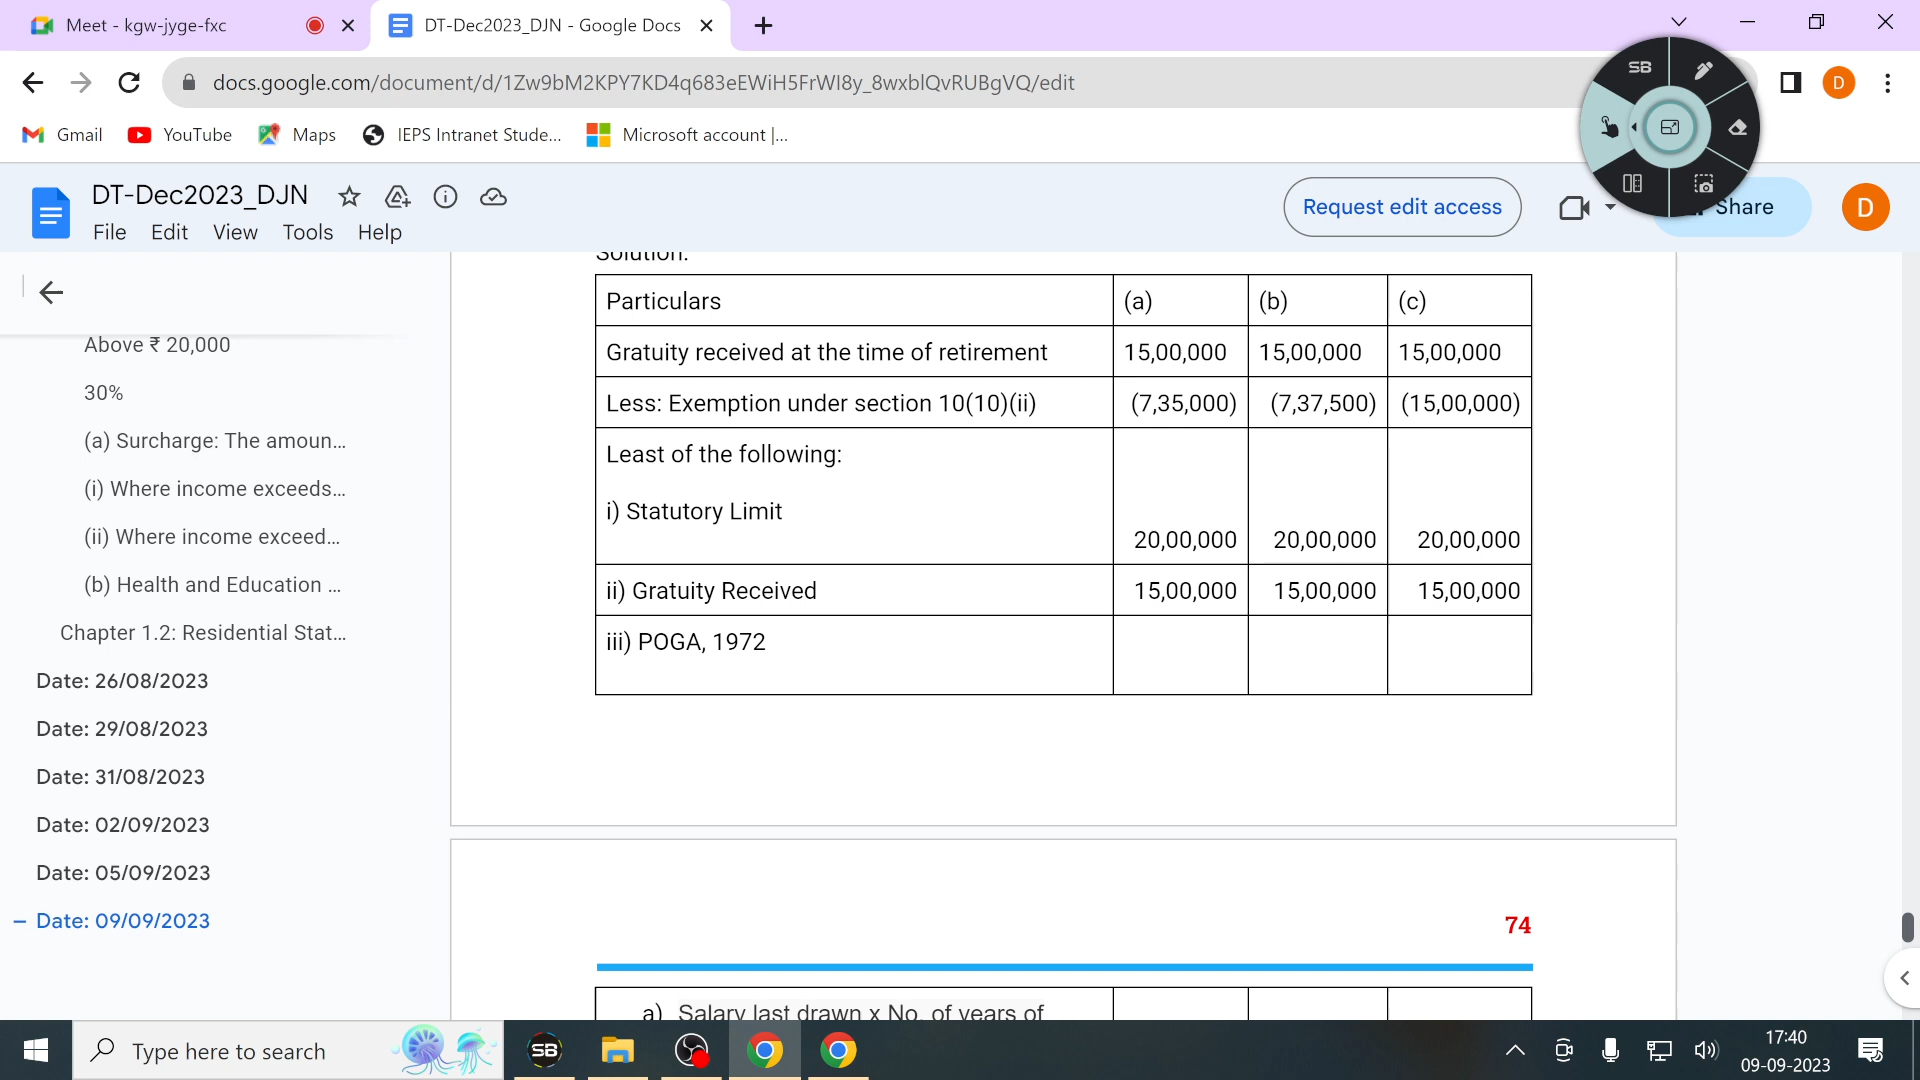 Meet - kgw-jyge-fxc
DT-Dec2023_DJN - Google Docs
docs.google.com/document/d/1Zw9bM2KPY7KD4q683eEWiH5FrWI8y_8wxblQvRUBgVQ/edit
SB
D
Gmail
YouTube
Maps
IEPS Intranet Stude...
Microsoft account |...
DT-Dec2023_DJN
File Edit View Tools Help
Request edit access
Share
D
Above ₹ 20,000
30%
(a) Surcharge: The amoun...
(i) Where income exceeds...
(ii) Where income exceed...
(b) Health and Education ...
Chapter 1.2: Residential Stat...
Date: 26/08/2023
Date: 29/08/2023
Date: 31/08/2023
Date: 02/09/2023
Date: 05/09/2023
Date: 09/09/2023
Solution:
Particulars (a) (b) (c)
Gratuity received at the time of retirement 15,00,000 15,00,000 15,00,000
Less: Exemption under section 10(10)(ii) (7,35,000) (7,37,500) (15,00,000)
Least of the following:
i) Statutory Limit
20,00,000 20,00,000 20,00,000
ii) Gratuity Received 15,00,000 15,00,000 15,00,000
iii) POGA, 1972
74
a) Salary last drawn x No. of years of
Type here to search
SB
17:40
09-09-2023